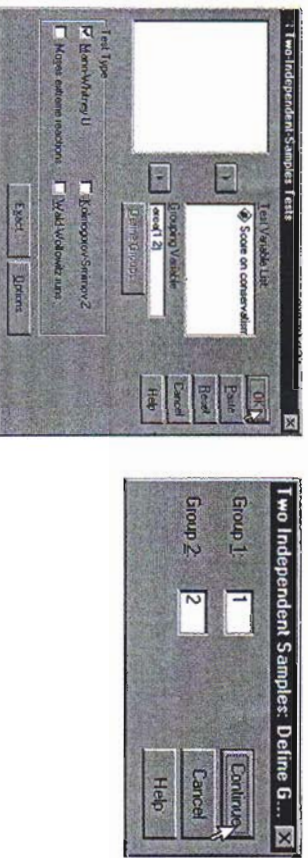 Two-Independent-Samples Tests
Test Variable List
Score on conservatism
Grouping Variable
area(1 2)
Define Groups
OK
Paste
Reset
Cancel
Help
Test Type
Mann-Whitney U
Kolmogorov-Smirnov Z
Moses extreme reactions
Wald-Wolfowitz runs
Exact
Options
Two Independent Samples: Define G...
Group 1:
1
Group 2:
2
Continue
Cancel
Help